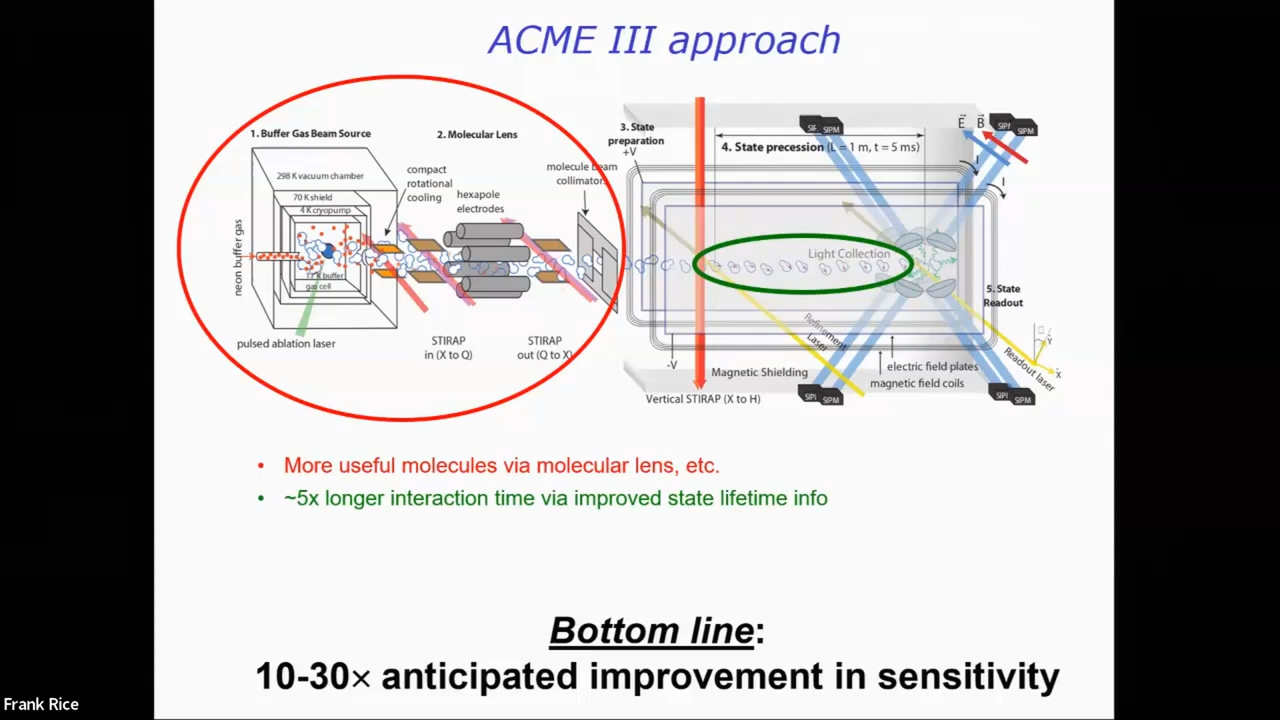 ACME III approach
1. Buffer Gas Beam Source
2. Molecular Lens
3. State
preparation
+V
4. State precession (L = 1 m, t = 5 ms)
SIPM
SIPM
E B
I
I
298 K vacuum chamber
70 K shield
4 K cryopump
compact
rotational
cooling
hexapole
electrodes
molecule beam
collimators
neon buffer gas
buffer
gas cell
Light Collection
5. State
Readout
pulsed ablation laser
STIRAP
in (X to Q)
STIRAP
out (Q to X)
-V
Magnetic Shielding
Refinement
Laser
electric field plates
magnetic field coils
Readout laser
Vertical STIRAP (X to H)
SIPM
SIPM
• More useful molecules via molecular lens, etc.
• ~5x longer interaction time via improved state lifetime info
Bottom line:
10-30× anticipated improvement in sensitivity
Frank Rice